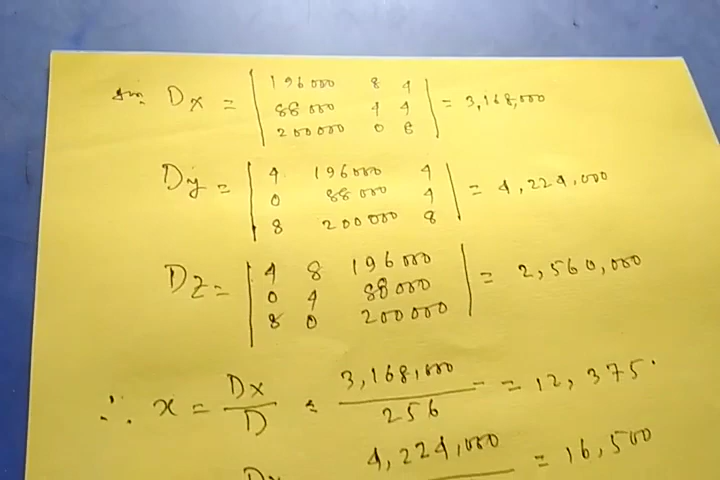 Dx = | 196000 8 4 | = 3,168,000
88000 4 4
200000 0 8
Dy = | 4 196000 4 | = 4,224,000
0 88000 4
8 200000 8
Dz = | 4 8 196000 | = 2,560,000
0 4 88000
8 0 200000
∴ x = Dx/D = 3,168,000/256 = 12,375.
4,224,000 = 16,500